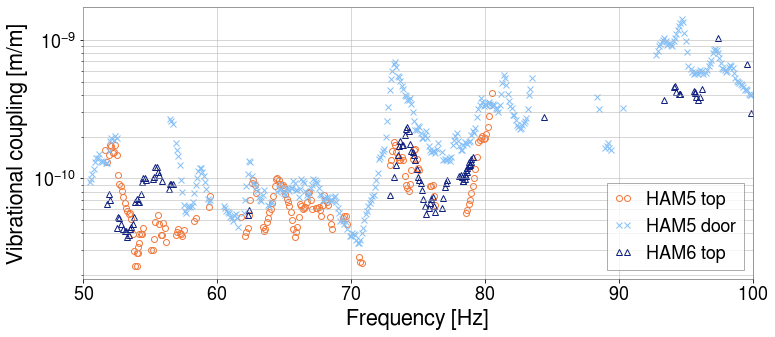 Vibrational coupling [m/m]
10⁻⁹
10⁻¹⁰
HAM5 top
HAM5 door
HAM6 top
50 60 70 80 90 100
Frequency [Hz]